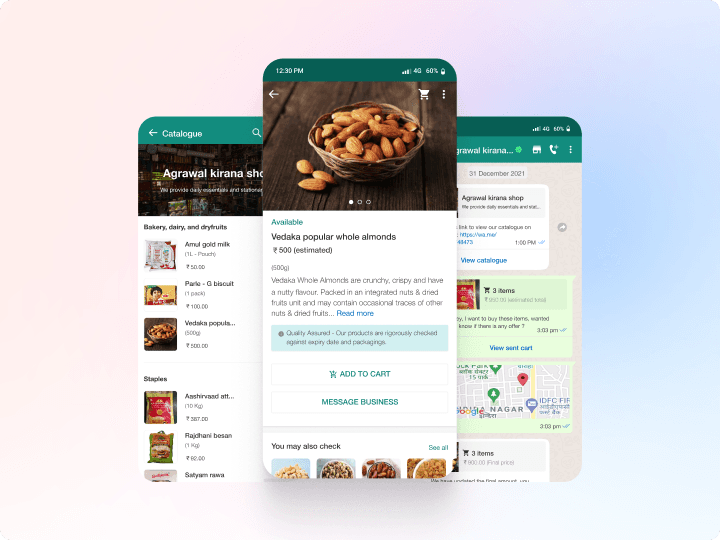 Catalogue
Agrawal kirana sho
We provide daily essentials and stationar
Bakery, dairy, and dryfruits
Amul gold milk
(1L - Pouch)
₹ 50.00
Parle - G biscuit
(1 pack)
₹ 100.00
Vedaka popula...
(500g)
₹ 500.00
Staples
Aashirvaad att...
(10 Kg)
₹ 387.00
Rajdhani besan
(1 Kg)
₹ 92.00
Satyam rawa
12:30 PM
4G 60%
Available
Vedaka popular whole almonds
₹ 500 (estimated)
(500g)
Vedaka Whole Almonds are crunchy, crispy and have
a nutty flavour. Packed in an integrated nuts & dried
fruits unit and may contain occasional traces of other
nuts & dried fruits... Read more
Quality Assured - Our products are rigorously checked
against expiry date and packagings.
ADD TO CART
MESSAGE BUSINESS
You may also check
See all
4G 60%
grawal kirana...
31 December 2021
Agrawal kirana shop
We provide daily essentials and stat...
link to view our catalogue on
https://wa.me/
48473
1:00 PM
View catalogue
3 items
(estimated total)
y, I want to buy these items, wanted
know if there is any offer ?
3:03 pm
View sent cart
ock Park
ब्लॉक सेक्टर
15 पार्क
NAGAR
IDFC FIF
Google
3:03 pm
3 items
₹ 800.00 (Final price)
We have updated the final amount, you